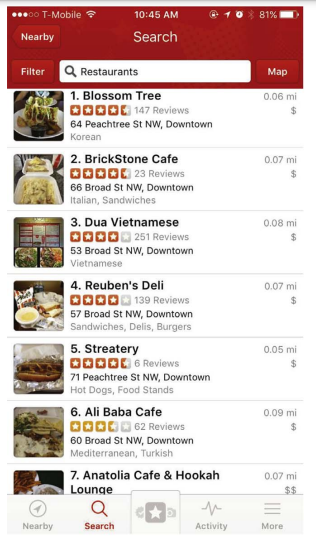 T-Mobile 10:45 AM 81%
Nearby Search
Filter Restaurants Map
1. Blossom Tree 0.06 mi
147 Reviews $
64 Peachtree St NW, Downtown
Korean
2. BrickStone Cafe 0.07 mi
23 Reviews $
66 Broad St NW, Downtown
Italian, Sandwiches
3. Dua Vietnamese 0.08 mi
251 Reviews $
53 Broad St NW, Downtown
Vietnamese
4. Reuben's Deli 0.07 mi
139 Reviews $
57 Broad St NW, Downtown
Sandwiches, Delis, Burgers
5. Streatery 0.05 mi
6 Reviews $
71 Peachtree St NW, Downtown
Hot Dogs, Food Stands
6. Ali Baba Cafe 0.09 mi
62 Reviews $
60 Broad St NW, Downtown
Mediterranean, Turkish
7. Anatolia Cafe & Hookah 0.07 mi
Lounge $$
Nearby Search Activity More